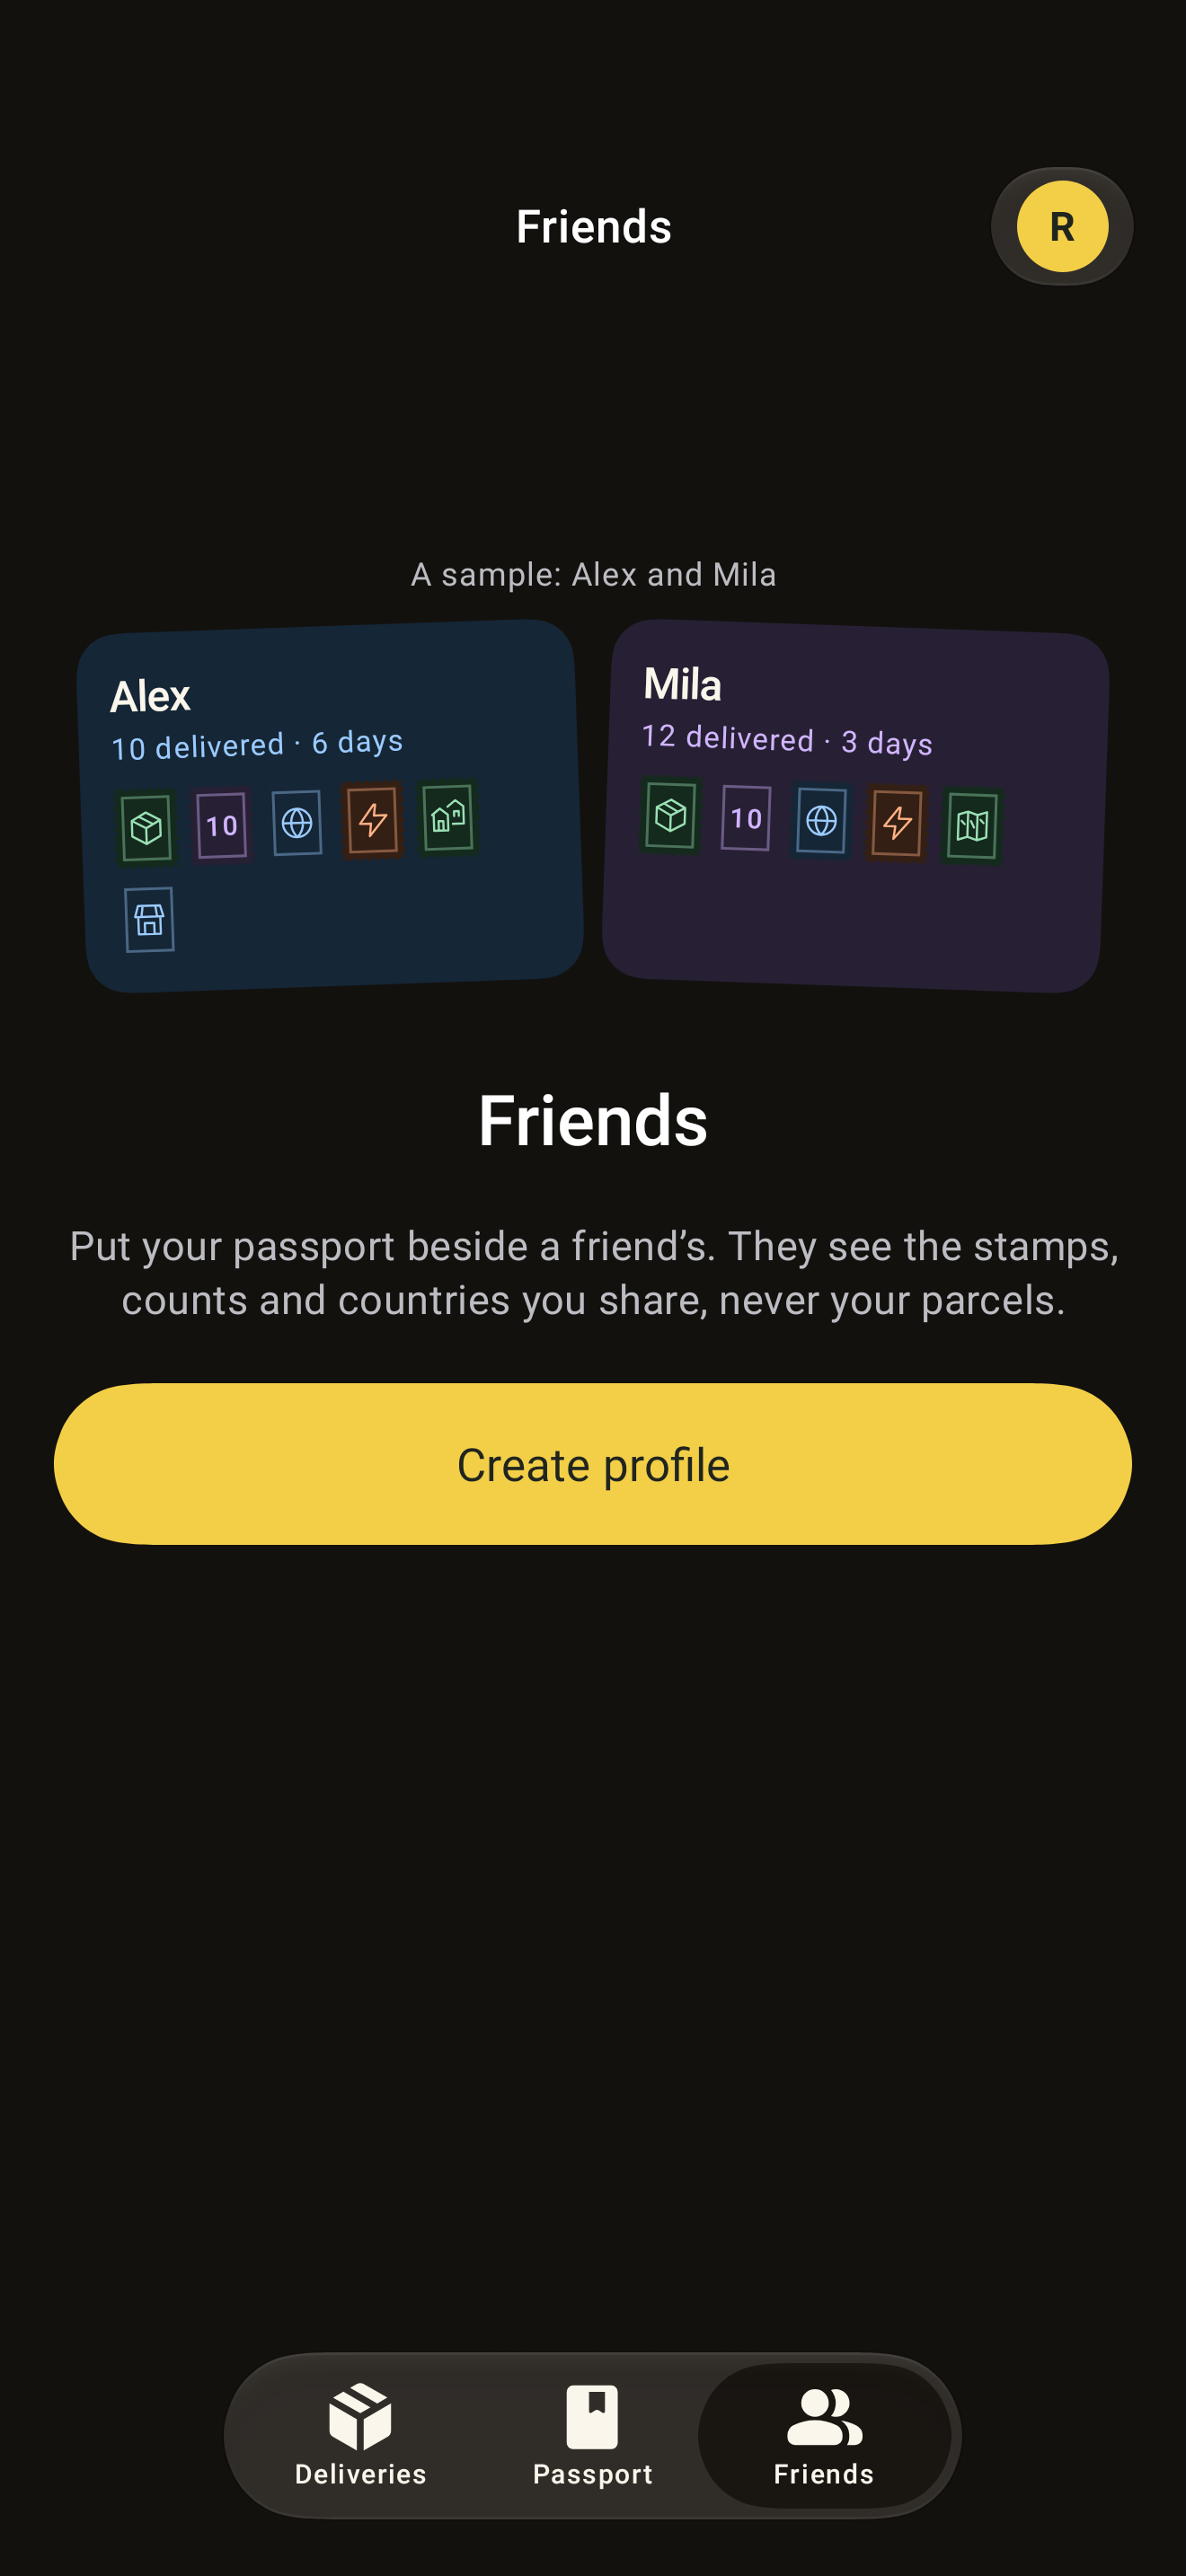 Friends
R
A sample: Alex and Mila
Alex
10 delivered · 6 days
10
Mila
12 delivered · 3 days
10
Friends
Put your passport beside a friend’s. They see the stamps,
counts and countries you share, never your parcels.
Create profile
Deliveries
Passport
Friends